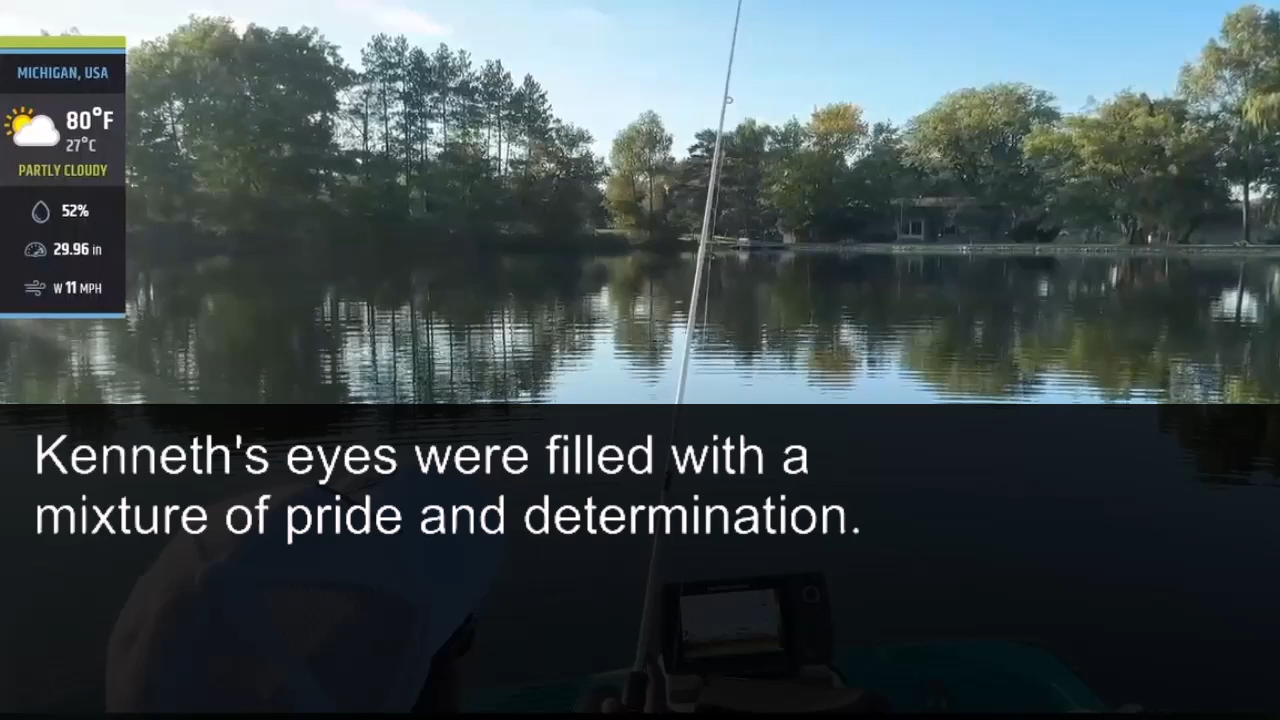 MICHIGAN, USA
80°F
27°C
PARTLY CLOUDY
52%
29.96 in
W 11 MPH
Kenneth's eyes were filled with a
mixture of pride and determination.